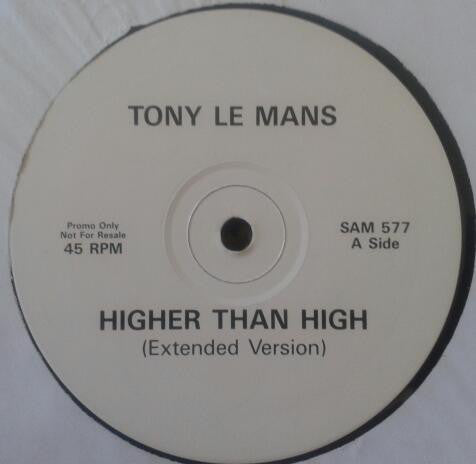 TONY LE MANS
Promo Only
Not For Resale
45 RPM
SAM 577
A Side
HIGHER THAN HIGH
(Extended Version)